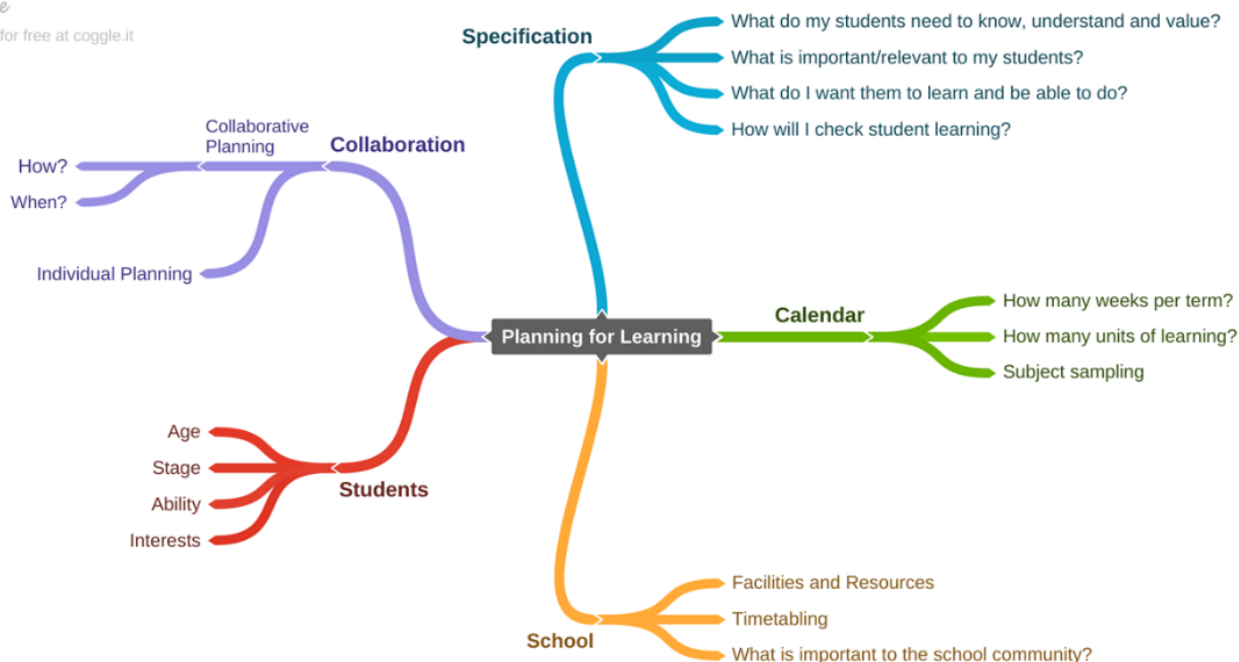 for free at coggle.it
Specification
What do my students need to know, understand and value?
What is important/relevant to my students?
What do I want them to learn and be able to do?
How will I check student learning?
Collaboration
Collaborative
Planning
How?
When?
Individual Planning
Planning for Learning
Calendar
How many weeks per term?
How many units of learning?
Subject sampling
Students
Age
Stage
Ability
Interests
School
Facilities and Resources
Timetabling
What is important to the school community?